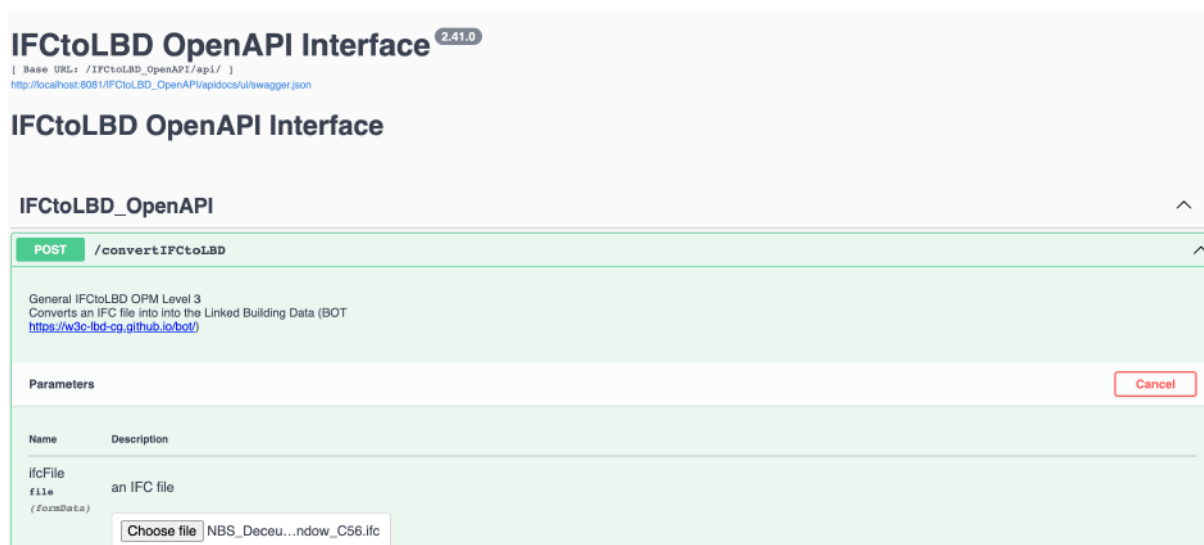 IFCtoLBD OpenAPI Interface 2.41.0
[ Base URL: /IFCtoLBD_OpenAPI/api/ ]
http://localhost:8081/IFCtoLBD_OpenAPI/apidocs/ui/swagger.json
IFCtoLBD OpenAPI Interface
IFCtoLBD_OpenAPI
POST /convertIFCtoLBD
General IFCtoLBD OPM Level 3
Converts an IFC file into into the Linked Building Data (BOT
https://w3c-lbd-cg.github.io/bot/)
Parameters Cancel
Name Description
ifcFile
file
(formData)
an IFC file
Choose file NBS_Deceu...ndow_C56.ifc